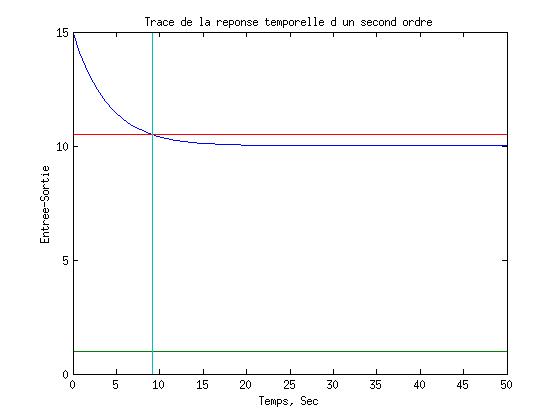 Trace de la reponse temporelle d un second ordre
15
10
5
0
Entree-Sortie
0 5 10 15 20 25 30 35 40 45 50
Temps, Sec